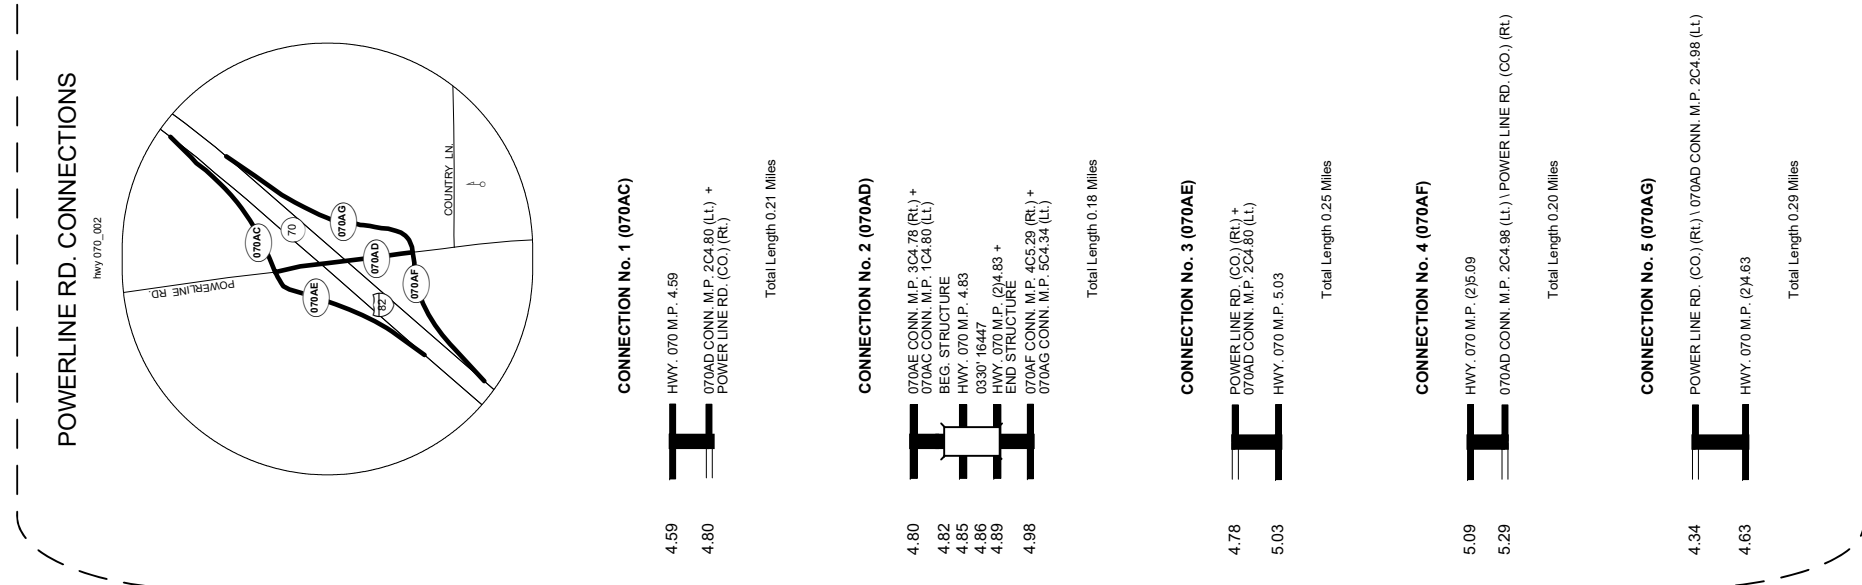 POWERLINE RD. CONNECTIONS
hwy 070_002
POWERLINE RD.
COUNTRY LN.
070AC
70
070AG
070AD
070AE
82
070AF
CONNECTION No. 1 (070AC)
4.59 HWY. 070 M.P. 4.59
4.80 070AD CONN. M.P. 2C4.80 (Lt.) +
POWER LINE RD. (CO.) (Rt.)
Total Length 0.21 Miles
CONNECTION No. 2 (070AD)
4.80 070AE CONN. M.P. 3C4.78 (Rt.) +
070AC CONN. M.P. 1C4.80 (Lt.)
4.82 BEG. STRUCTURE
4.85 HWY. 070 M.P. 4.83
4.86 0330' 16447
4.89 HWY. 070 M.P. (2)4.83 +
END STRUCTURE
4.98 070AF CONN. M.P. 4C5.29 (Rt.) +
070AG CONN. M.P. 5C4.34 (Lt.)
Total Length 0.18 Miles
CONNECTION No. 3 (070AE)
4.78 POWER LINE RD. (CO.) (Rt.) +
070AD CONN. M.P. 2C4.80 (Lt.)
5.03 HWY. 070 M.P. 5.03
Total Length 0.25 Miles
CONNECTION No. 4 (070AF)
5.09 HWY. 070 M.P. (2)5.09
5.29 070AD CONN. M.P. 2C4.98 (Lt.) \ POWER LINE RD. (CO.) (Rt.)
Total Length 0.20 Miles
CONNECTION No. 5 (070AG)
4.34 POWER LINE RD. (CO.) (Rt.) \ 070AD CONN. M.P. 2C4.98 (Lt.)
4.63 HWY. 070 M.P. (2)4.63
Total Length 0.29 Miles